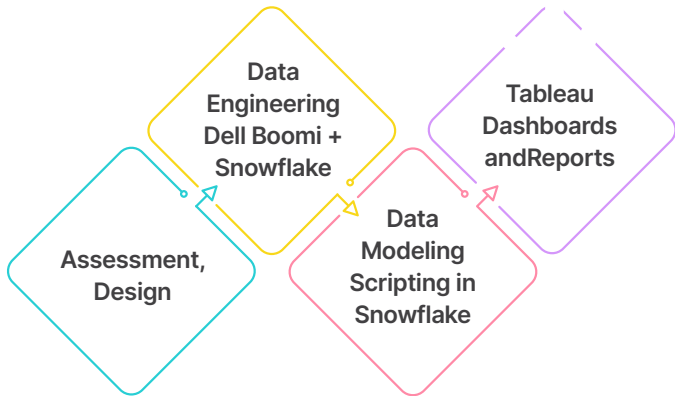 Assessment,
Design
Data
Engineering
Dell Boomi +
Snowflake
Data
Modeling
Scripting in
Snowflake
Tableau
Dashboards
andReports